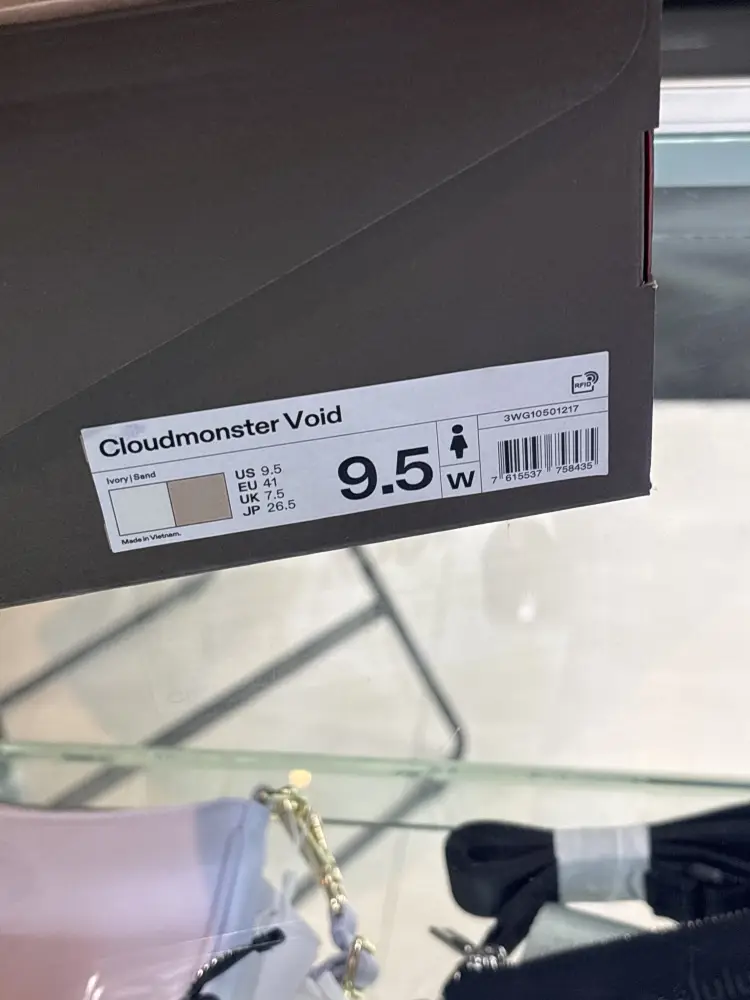 Cloudmonster Void
Ivory | Sand
Made in Vietnam.
US 9.5
EU 41
UK 7.5
JP 26.5
9.5
W
RFID
3WG10501217
7 615537 758435